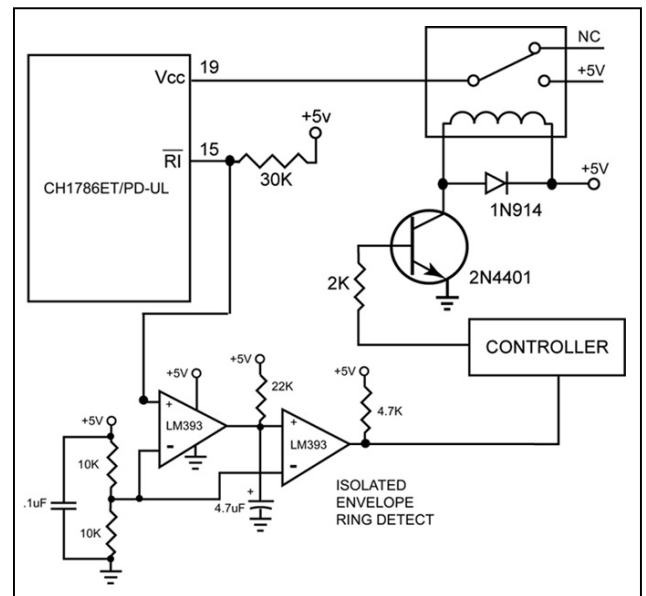 NC
19
Vcc
+5V
+5v
15
RI
30K
+5V
CH1786ET/PD-UL
1N914
2N4401
2K
CONTROLLER
+5V
+5V
+5V
22K
4.7K
+5V
+
LM393
-
+
LM393
-
10K
.1uF
10K
+
4.7uF
ISOLATED
ENVELOPE
RING DETECT